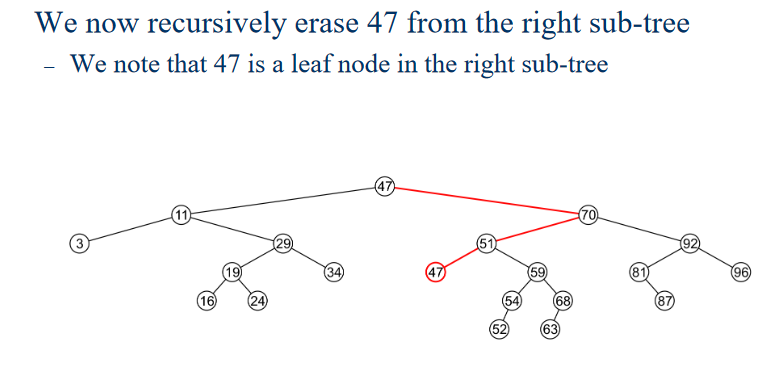 We now recursively erase 47 from the right sub-tree
– We note that 47 is a leaf node in the right sub-tree
47
11 70
3 29 51 92
19 34 47 59 81 96
16 24 54 68 87
52 63